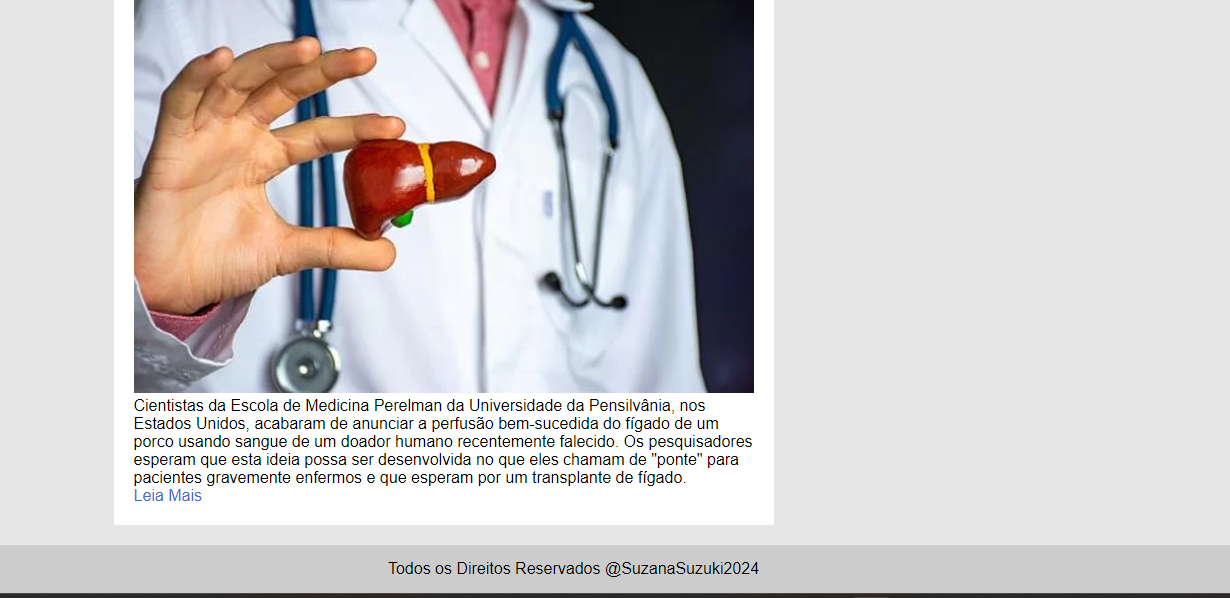 Cientistas da Escola de Medicina Perelman da Universidade da Pensilvânia, nos
Estados Unidos, acabaram de anunciar a perfusão bem-sucedida do fígado de um
porco usando sangue de um doador humano recentemente falecido. Os pesquisadores
esperam que esta ideia possa ser desenvolvida no que eles chamam de "ponte" para
pacientes gravemente enfermos e que esperam por um transplante de fígado.
Leia Mais
Todos os Direitos Reservados @SuzanaSuzuki2024